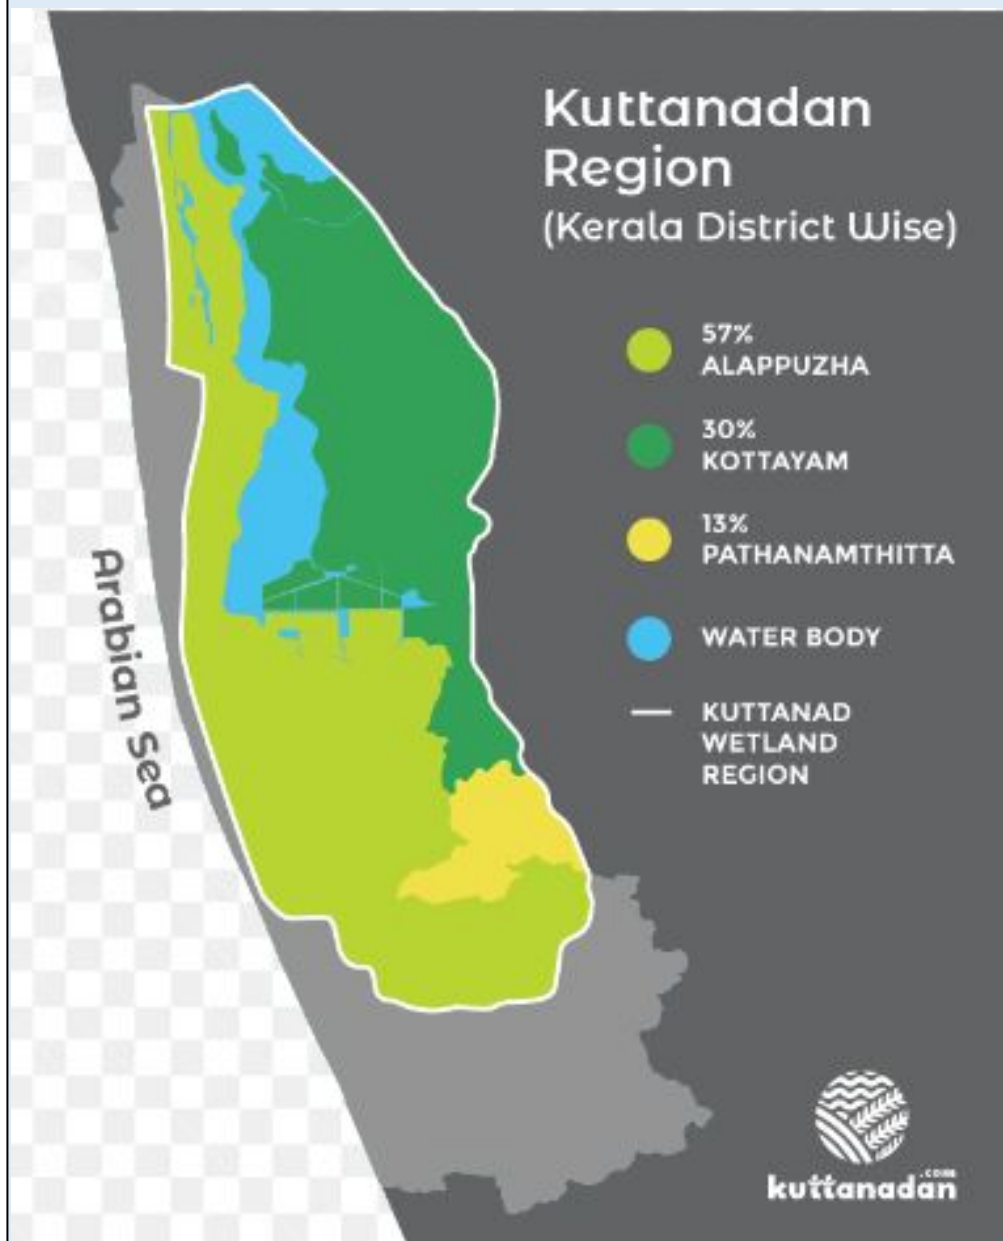 Kuttanadan
Region
(Kerala District Wise)
57%
ALAPPUZHA
30%
KOTTAYAM
13%
PATHANAMTHITTA
WATER BODY
KUTTANAD
WETLAND
REGION
Arabian Sea
.com
kuttanadan